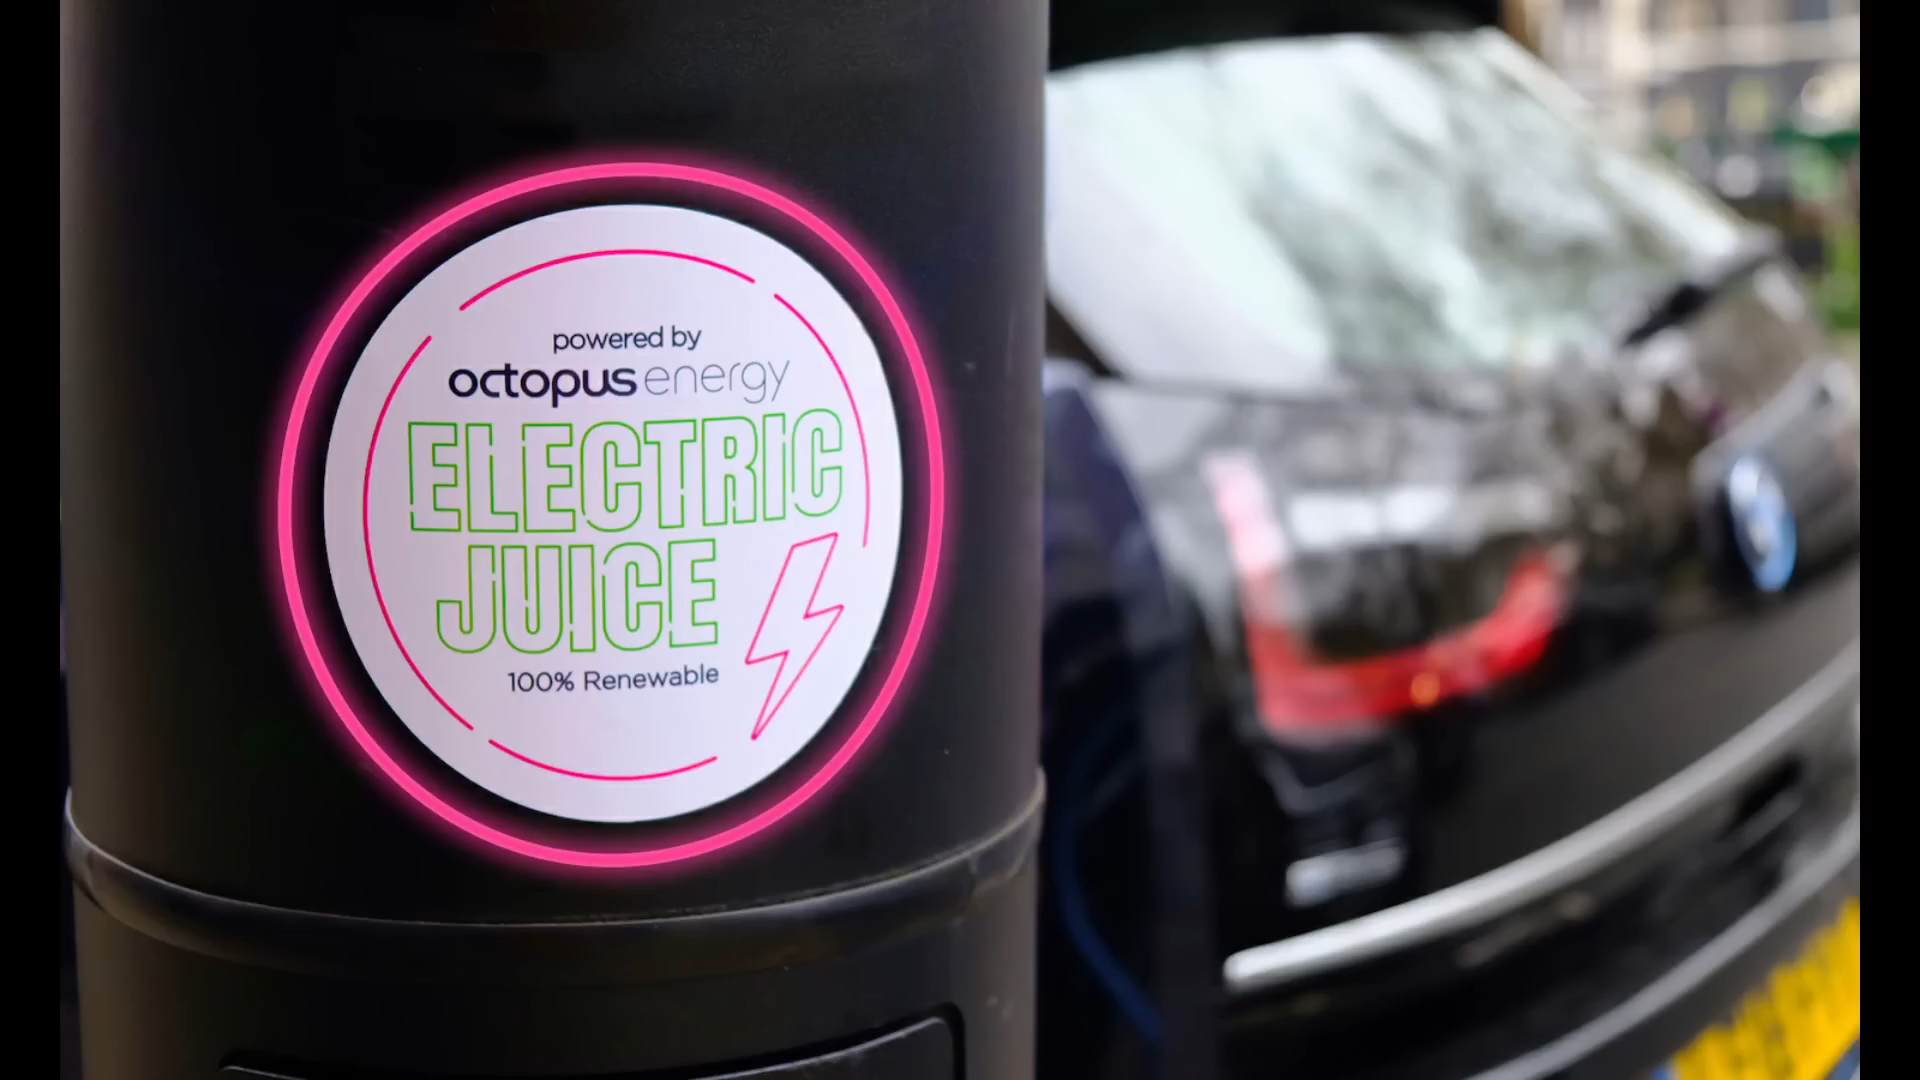 powered by
octopus energy
ELECTRIC
JUICE
100% Renewable